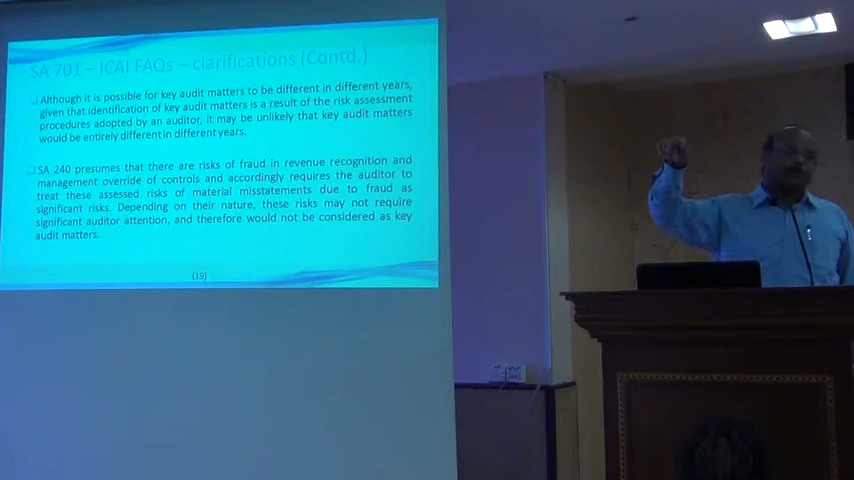 SA 701 – ICAI FAQs – clarifications (Contd.)
Although it is possible for key audit matters to be different in different years,
given that identification of key audit matters is a result of the risk assessment
procedures adopted by an auditor, it may be unlikely that key audit matters
would be entirely different in different years.
SA 240 presumes that there are risks of fraud in revenue recognition and
management override of controls and accordingly requires the auditor to
treat these assessed risks of material misstatements due to fraud as
significant risks. Depending on their nature, these risks may not require
significant auditor attention, and therefore would not be considered as key
audit matters.
(19)